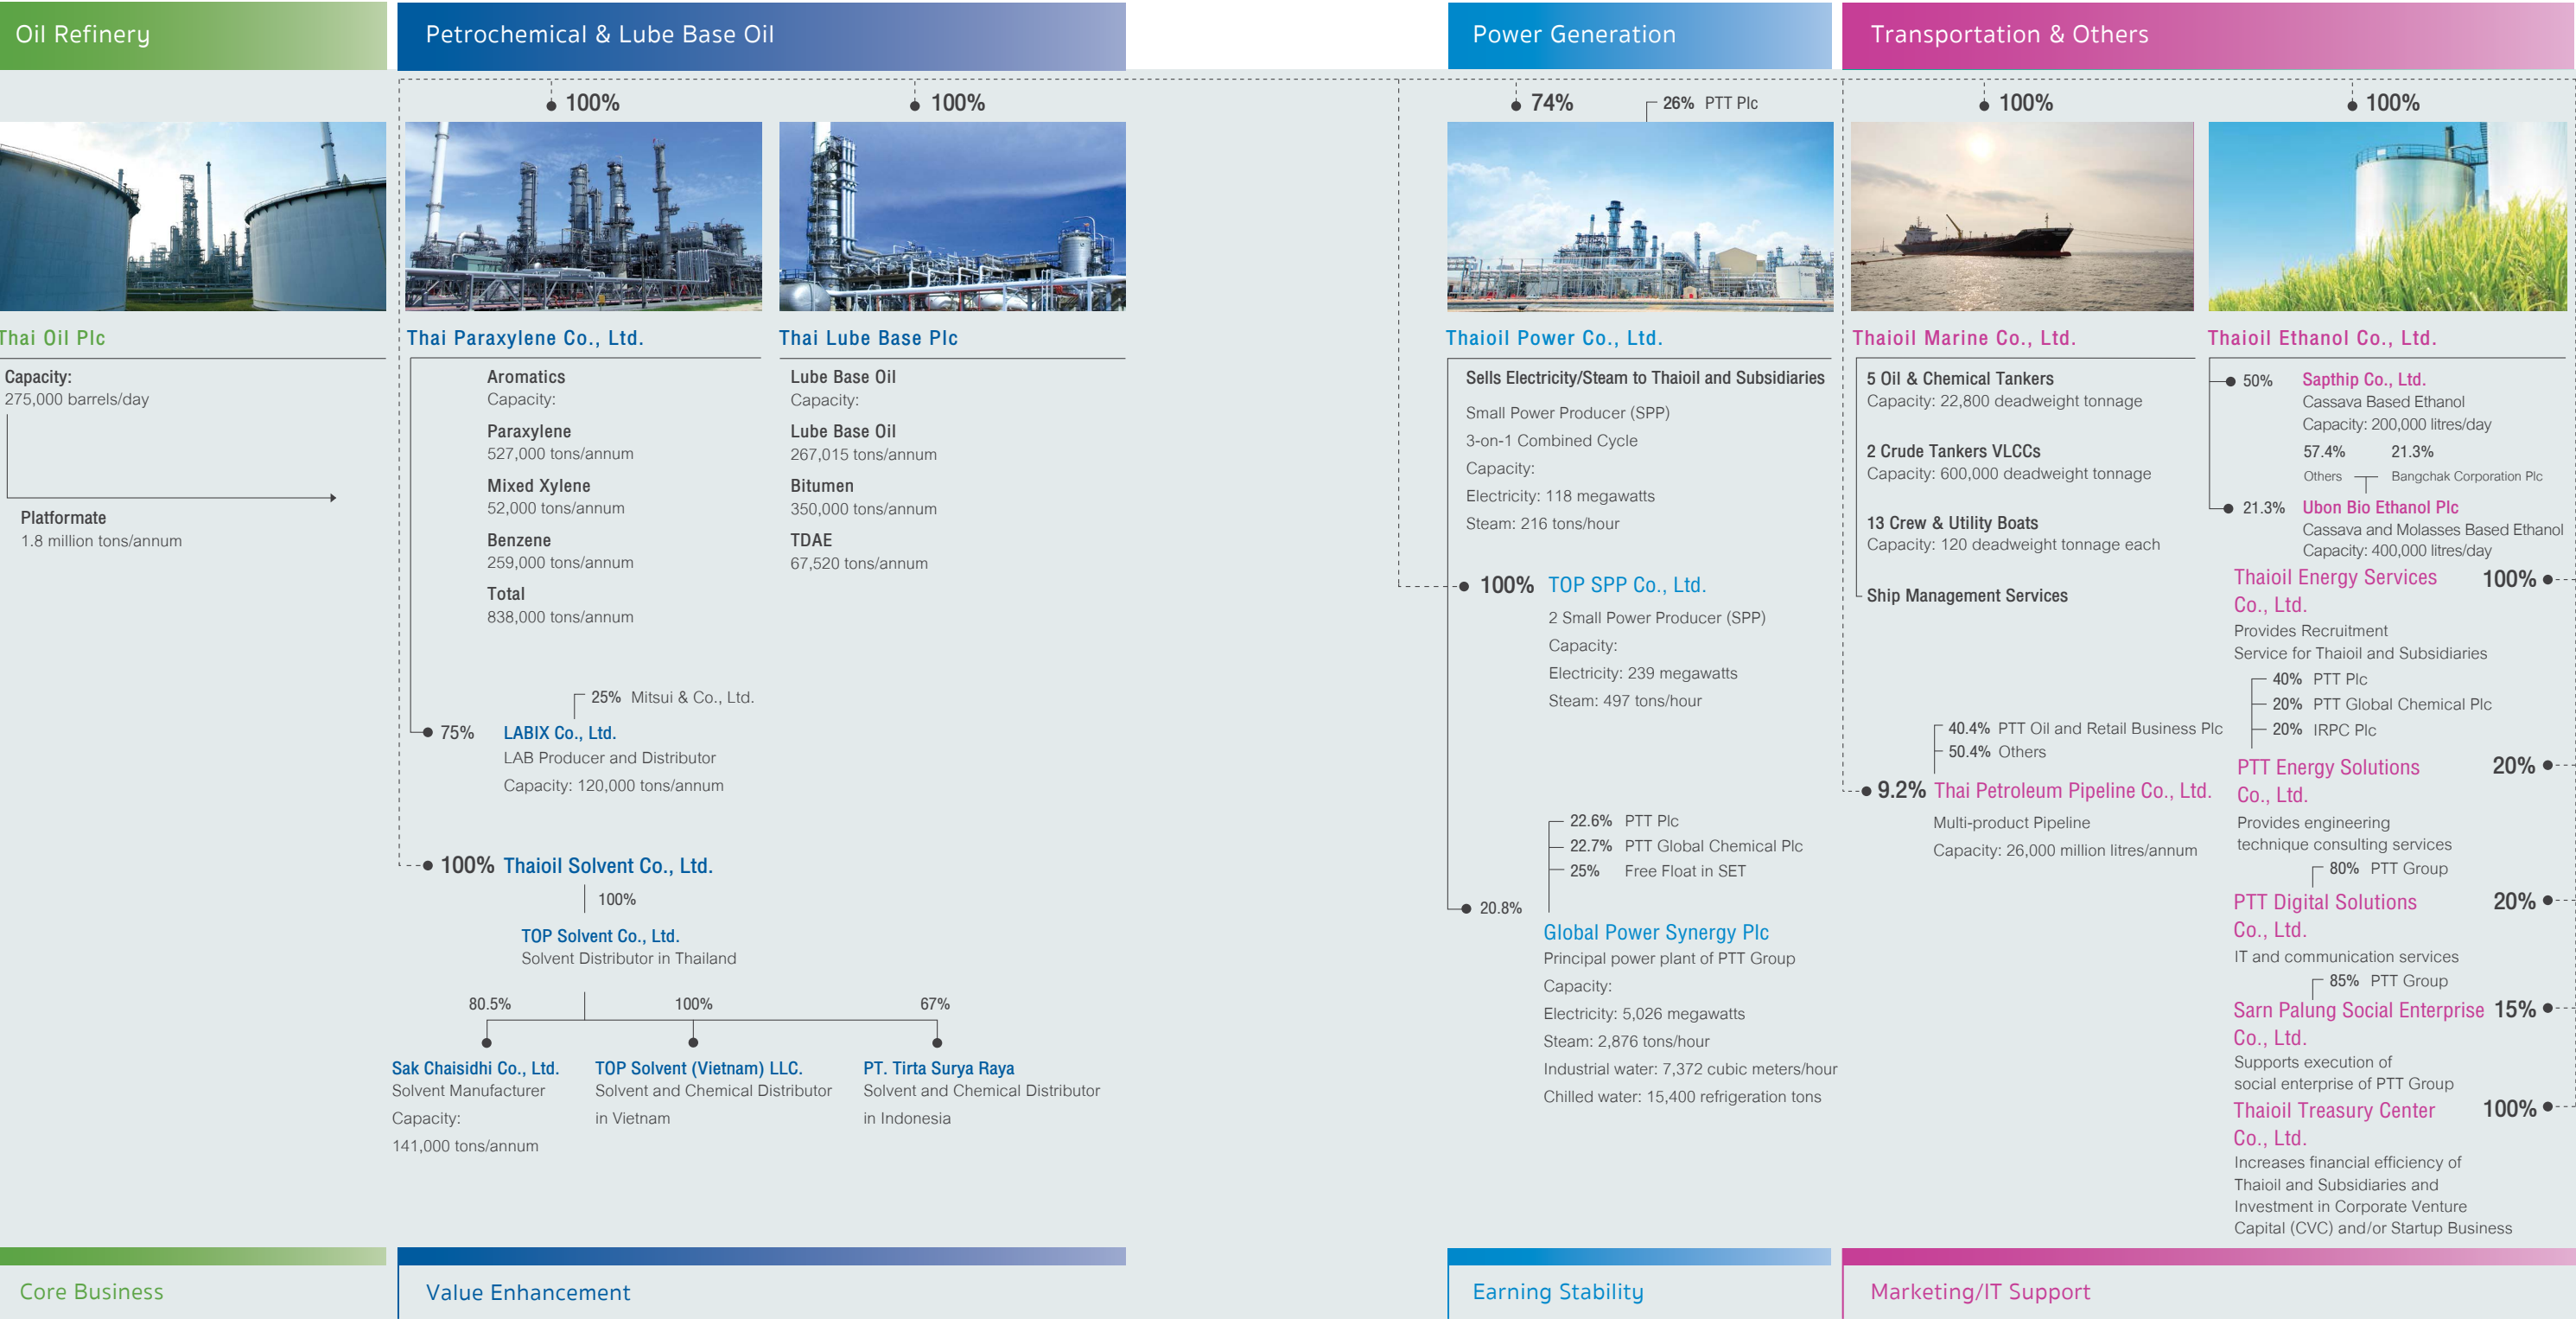 Oil Refinery
Petrochemical & Lube Base Oil
Power Generation
Transportation & Others
Thai Oil Plc
Capacity:
275,000 barrels/day
Platformate
1.8 million tons/annum
100%
Thai Paraxylene Co., Ltd.
Aromatics
Capacity:
Paraxylene
527,000 tons/annum
Mixed Xylene
52,000 tons/annum
Benzene
259,000 tons/annum
Total
838,000 tons/annum
25% Mitsui & Co., Ltd.
75% LABIX Co., Ltd.
LAB Producer and Distributor
Capacity: 120,000 tons/annum
100%
Thai Lube Base Plc
Lube Base Oil
Capacity:
Lube Base Oil
267,015 tons/annum
Bitumen
350,000 tons/annum
TDAE
67,520 tons/annum
100% Thaioil Solvent Co., Ltd.
100%
TOP Solvent Co., Ltd.
Solvent Distributor in Thailand
80.5%
Sak Chaisidhi Co., Ltd.
Solvent Manufacturer
Capacity:
141,000 tons/annum
100%
TOP Solvent (Vietnam) LLC.
Solvent and Chemical Distributor
in Vietnam
67%
PT. Tirta Surya Raya
Solvent and Chemical Distributor
in Indonesia
74%
26% PTT Plc
Thaioil Power Co., Ltd.
Sells Electricity/Steam to Thaioil and Subsidiaries
Small Power Producer (SPP)
3-on-1 Combined Cycle
Capacity:
Electricity: 118 megawatts
Steam: 216 tons/hour
100% TOP SPP Co., Ltd.
2 Small Power Producer (SPP)
Capacity:
Electricity: 239 megawatts
Steam: 497 tons/hour
22.6% PTT Plc
22.7% PTT Global Chemical Plc
25% Free Float in SET
20.8%
Global Power Synergy Plc
Principal power plant of PTT Group
Capacity:
Electricity: 5,026 megawatts
Steam: 2,876 tons/hour
Industrial water: 7,372 cubic meters/hour
Chilled water: 15,400 refrigeration tons
100%
Thaioil Marine Co., Ltd.
5 Oil & Chemical Tankers
Capacity: 22,800 deadweight tonnage
2 Crude Tankers VLCCs
Capacity: 600,000 deadweight tonnage
13 Crew & Utility Boats
Capacity: 120 deadweight tonnage each
Ship Management Services
40.4% PTT Oil and Retail Business Plc
50.4% Others
9.2% Thai Petroleum Pipeline Co., Ltd.
Multi-product Pipeline
Capacity: 26,000 million litres/annum
100%
Thaioil Ethanol Co., Ltd.
50% Sapthip Co., Ltd.
Cassava Based Ethanol
Capacity: 200,000 litres/day
57.4% 21.3%
Others Bangchak Corporation Plc
21.3% Ubon Bio Ethanol Plc
Cassava and Molasses Based Ethanol
Capacity: 400,000 litres/day
Thaioil Energy Services 100%
Co., Ltd.
Provides Recruitment
Service for Thaioil and Subsidiaries
40% PTT Plc
20% PTT Global Chemical Plc
20% IRPC Plc
PTT Energy Solutions 20%
Co., Ltd.
Provides engineering
technique consulting services
80% PTT Group
PTT Digital Solutions 20%
Co., Ltd.
IT and communication services
85% PTT Group
Sarn Palung Social Enterprise 15%
Co., Ltd.
Supports execution of
social enterprise of PTT Group
Thaioil Treasury Center 100%
Co., Ltd.
Increases financial efficiency of
Thaioil and Subsidiaries and
Investment in Corporate Venture
Capital (CVC) and/or Startup Business
Core Business
Value Enhancement
Earning Stability
Marketing/IT Support